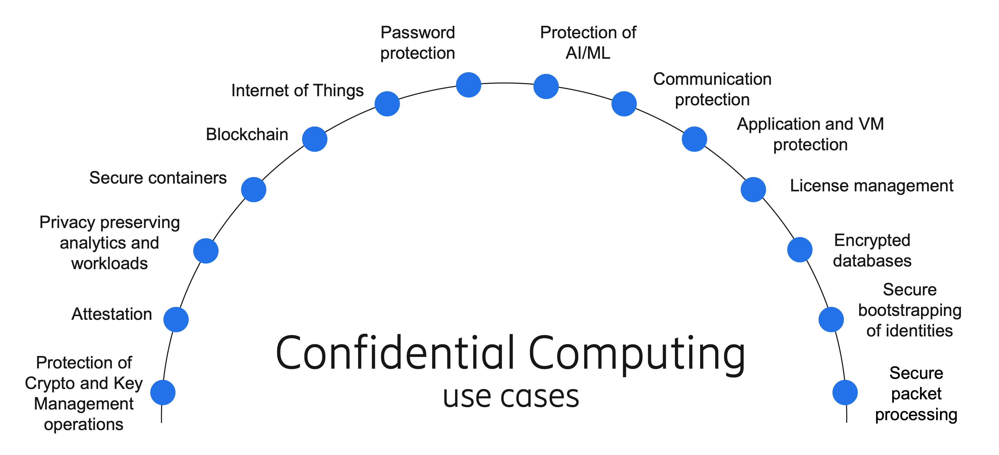 Password
protection
Protection of
AI/ML
Communication
protection
Internet of Things
Application and VM
protection
Blockchain
Secure containers
License management
Privacy preserving
analytics and
workloads
Encrypted
databases
Secure
bootstrapping
of identities
Attestation
Protection of
Crypto and Key
Management
operations
Confidential Computing
use cases
Secure
packet
processing